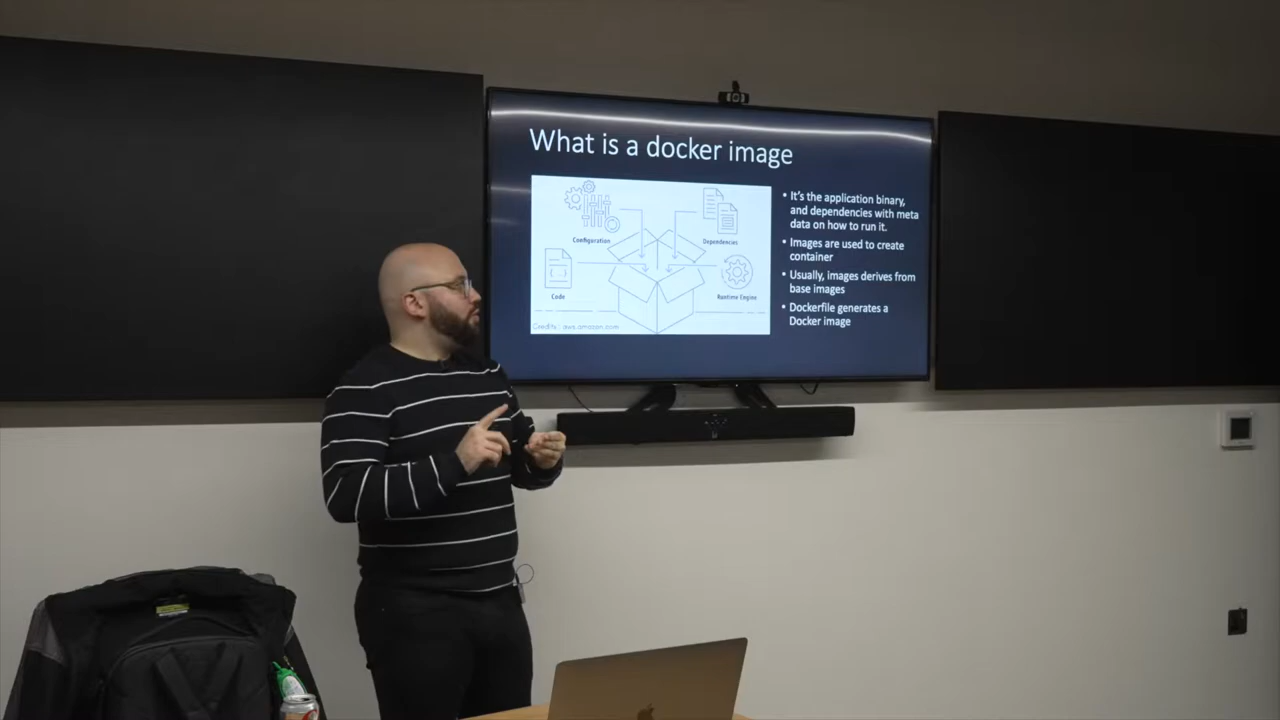 What is a docker image
Configuration
Dependencies
Code
Runtime Engine
Credits : aws.amazon.com
• It's the application binary,
and dependencies with meta
data on how to run it.
• Images are used to create
container
• Usually, images derives from
base images
• Dockerfile generates a
Docker image